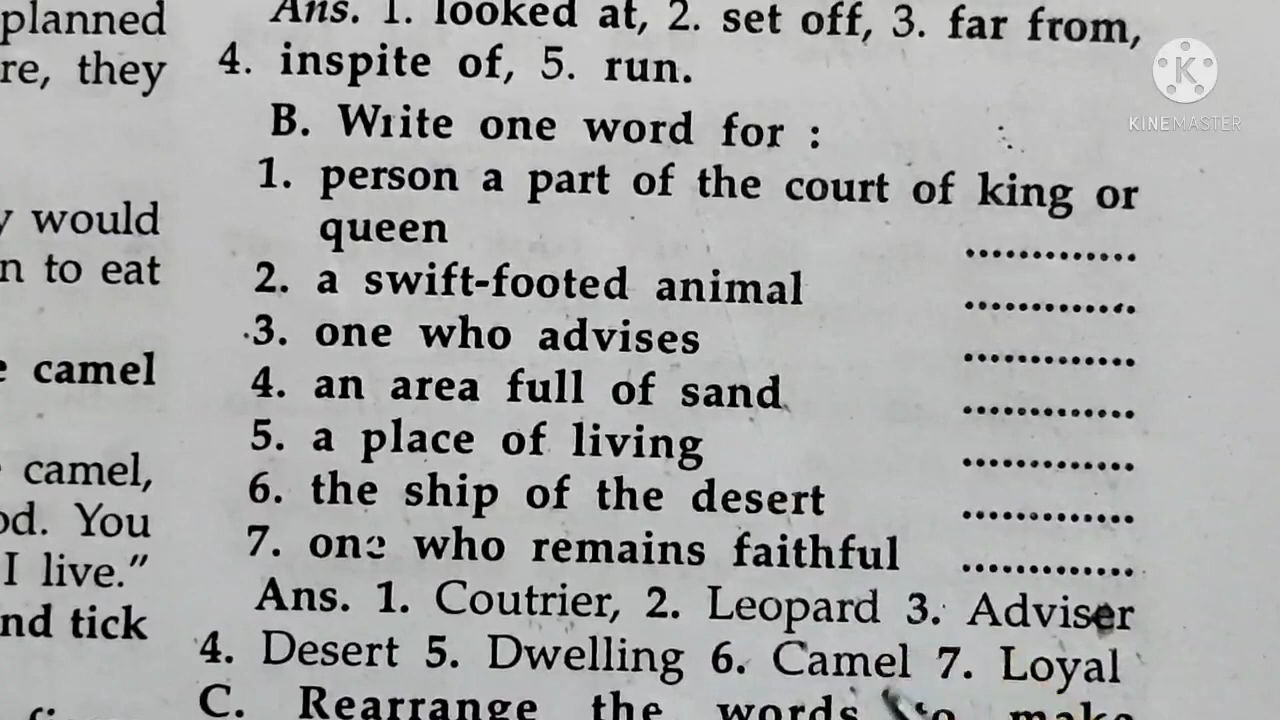 planned
re, they
would
n to eat
camel
camel,
od. You
I live."
nd tick
Ans. 1. looked at, 2. set off, 3. far from,
4. inspite of, 5. run.
B. Write one word for :
1. person a part of the court of king or
queen .............
2. a swift-footed animal .............
3. one who advises .............
4. an area full of sand .............
5. a place of living .............
6. the ship of the desert .............
7. one who remains faithful .............
Ans. 1. Coutrier, 2. Leopard 3. Adviser
4. Desert 5. Dwelling 6. Camel 7. Loyal
C. Rearrange the words to make
K
KINEMASTER